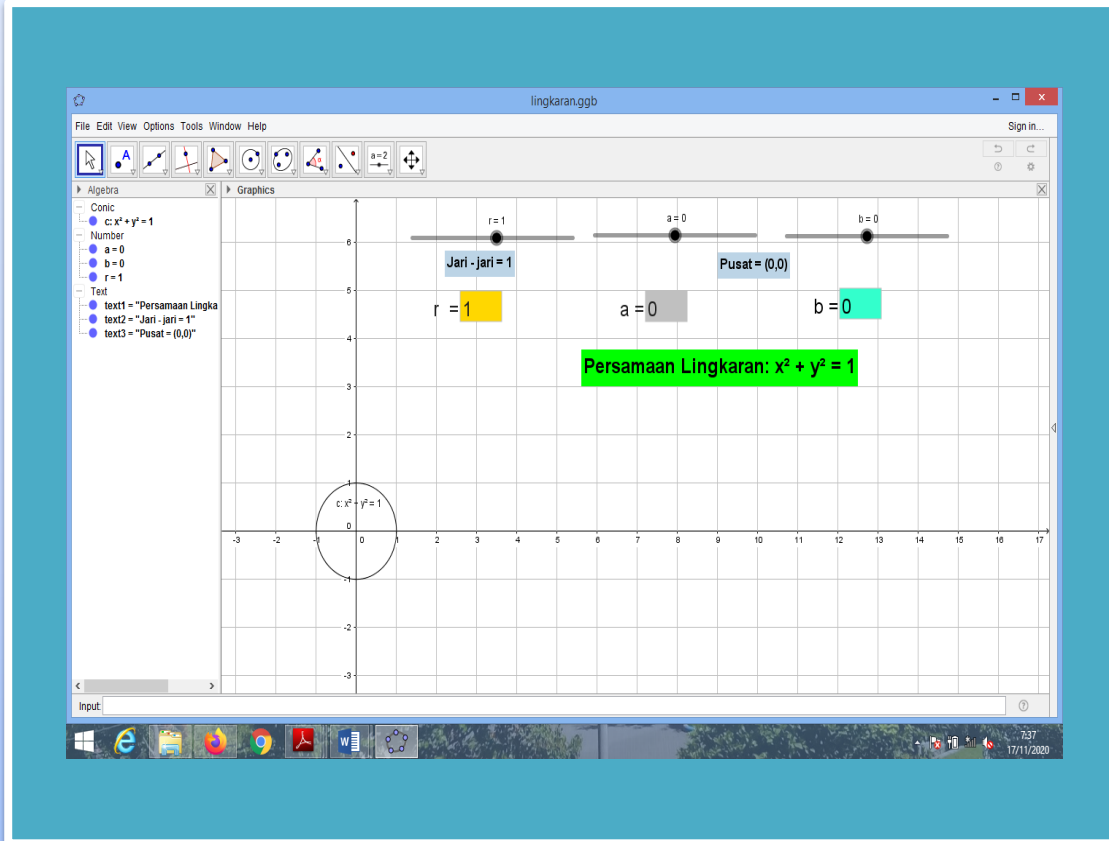 lingkaran.ggb
File Edit View Options Tools Window Help
Sign in...
A
a=2
Algebra
Graphics
Conic
c: x² + y² = 1
Number
a = 0
b = 0
r = 1
Text
text1 = "Persamaan Lingka
text2 = "Jari - jari = 1"
text3 = "Pusat = (0,0)"
r = 1
a = 0
b = 0
Jari - jari = 1
Pusat = (0,0)
r = 1
a = 0
b = 0
Persamaan Lingkaran: x² + y² = 1
6
5
4
3
2
1
c: x² + y² = 1
0
-3 -2 -1 0 1 2 3 4 5 6 7 8 9 10 11 12 13 14 15 16 17
-1
-2
-3
Input:
7:37
17/11/2020